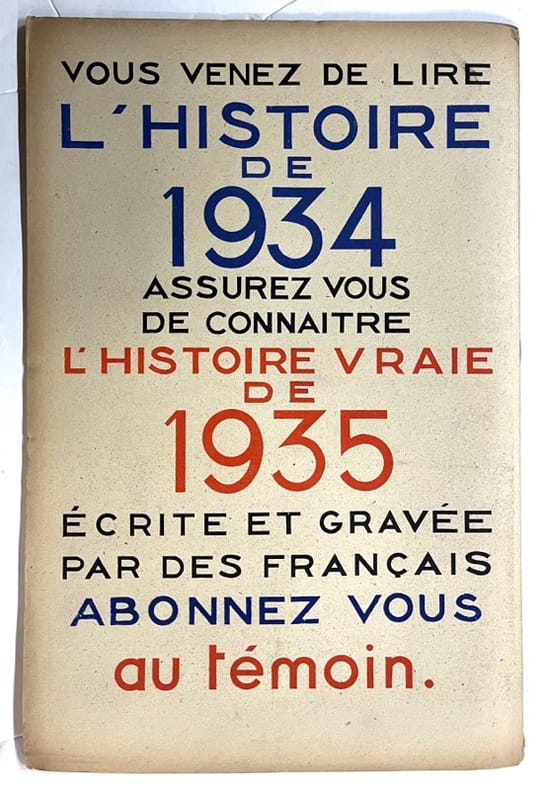 VOUS VENEZ DE LIRE
L'HISTOIRE
DE
1934
ASSUREZ VOUS
DE CONNAITRE
L'HISTOIRE VRAIE
DE
1935
ÉCRITE ET GRAVÉE
PAR DES FRANÇAIS
ABONNEZ VOUS
au témoin.